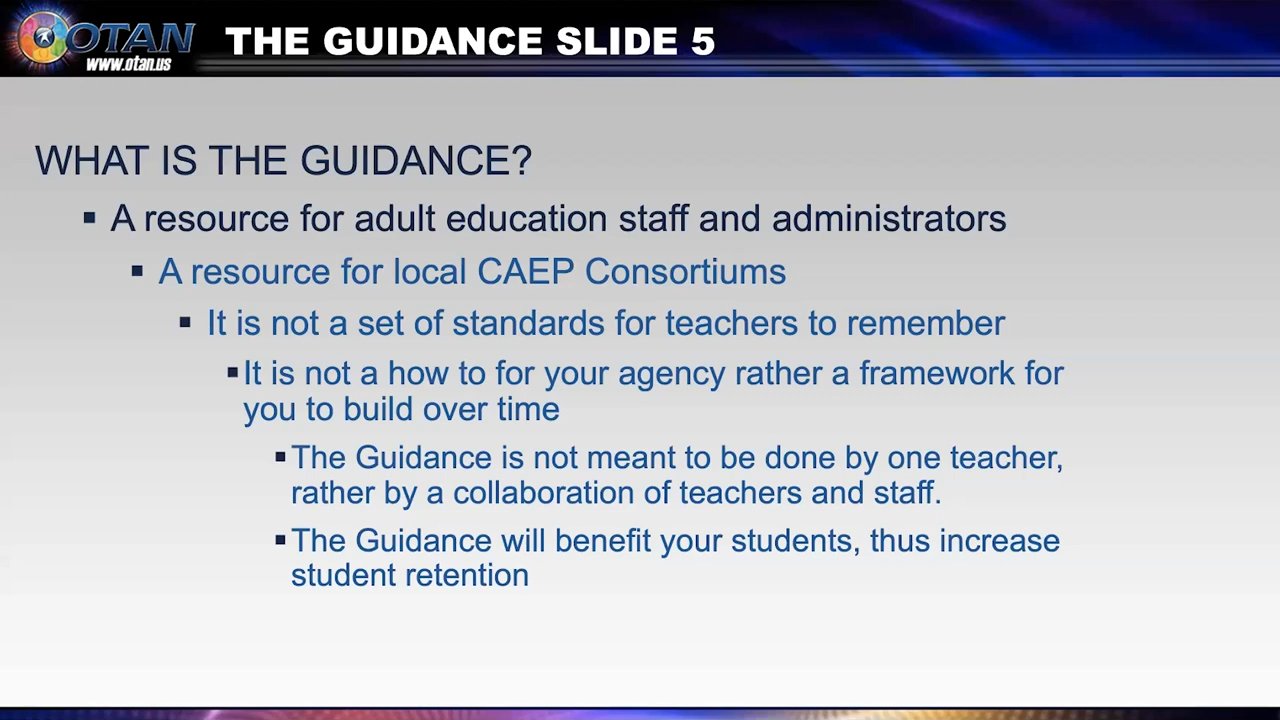 OTAN
www.otan.us
THE GUIDANCE SLIDE 5
WHAT IS THE GUIDANCE?
▪ A resource for adult education staff and administrators
▪ A resource for local CAEP Consortiums
▪ It is not a set of standards for teachers to remember
▪It is not a how to for your agency rather a framework for
you to build over time
▪The Guidance is not meant to be done by one teacher,
rather by a collaboration of teachers and staff.
▪The Guidance will benefit your students, thus increase
student retention